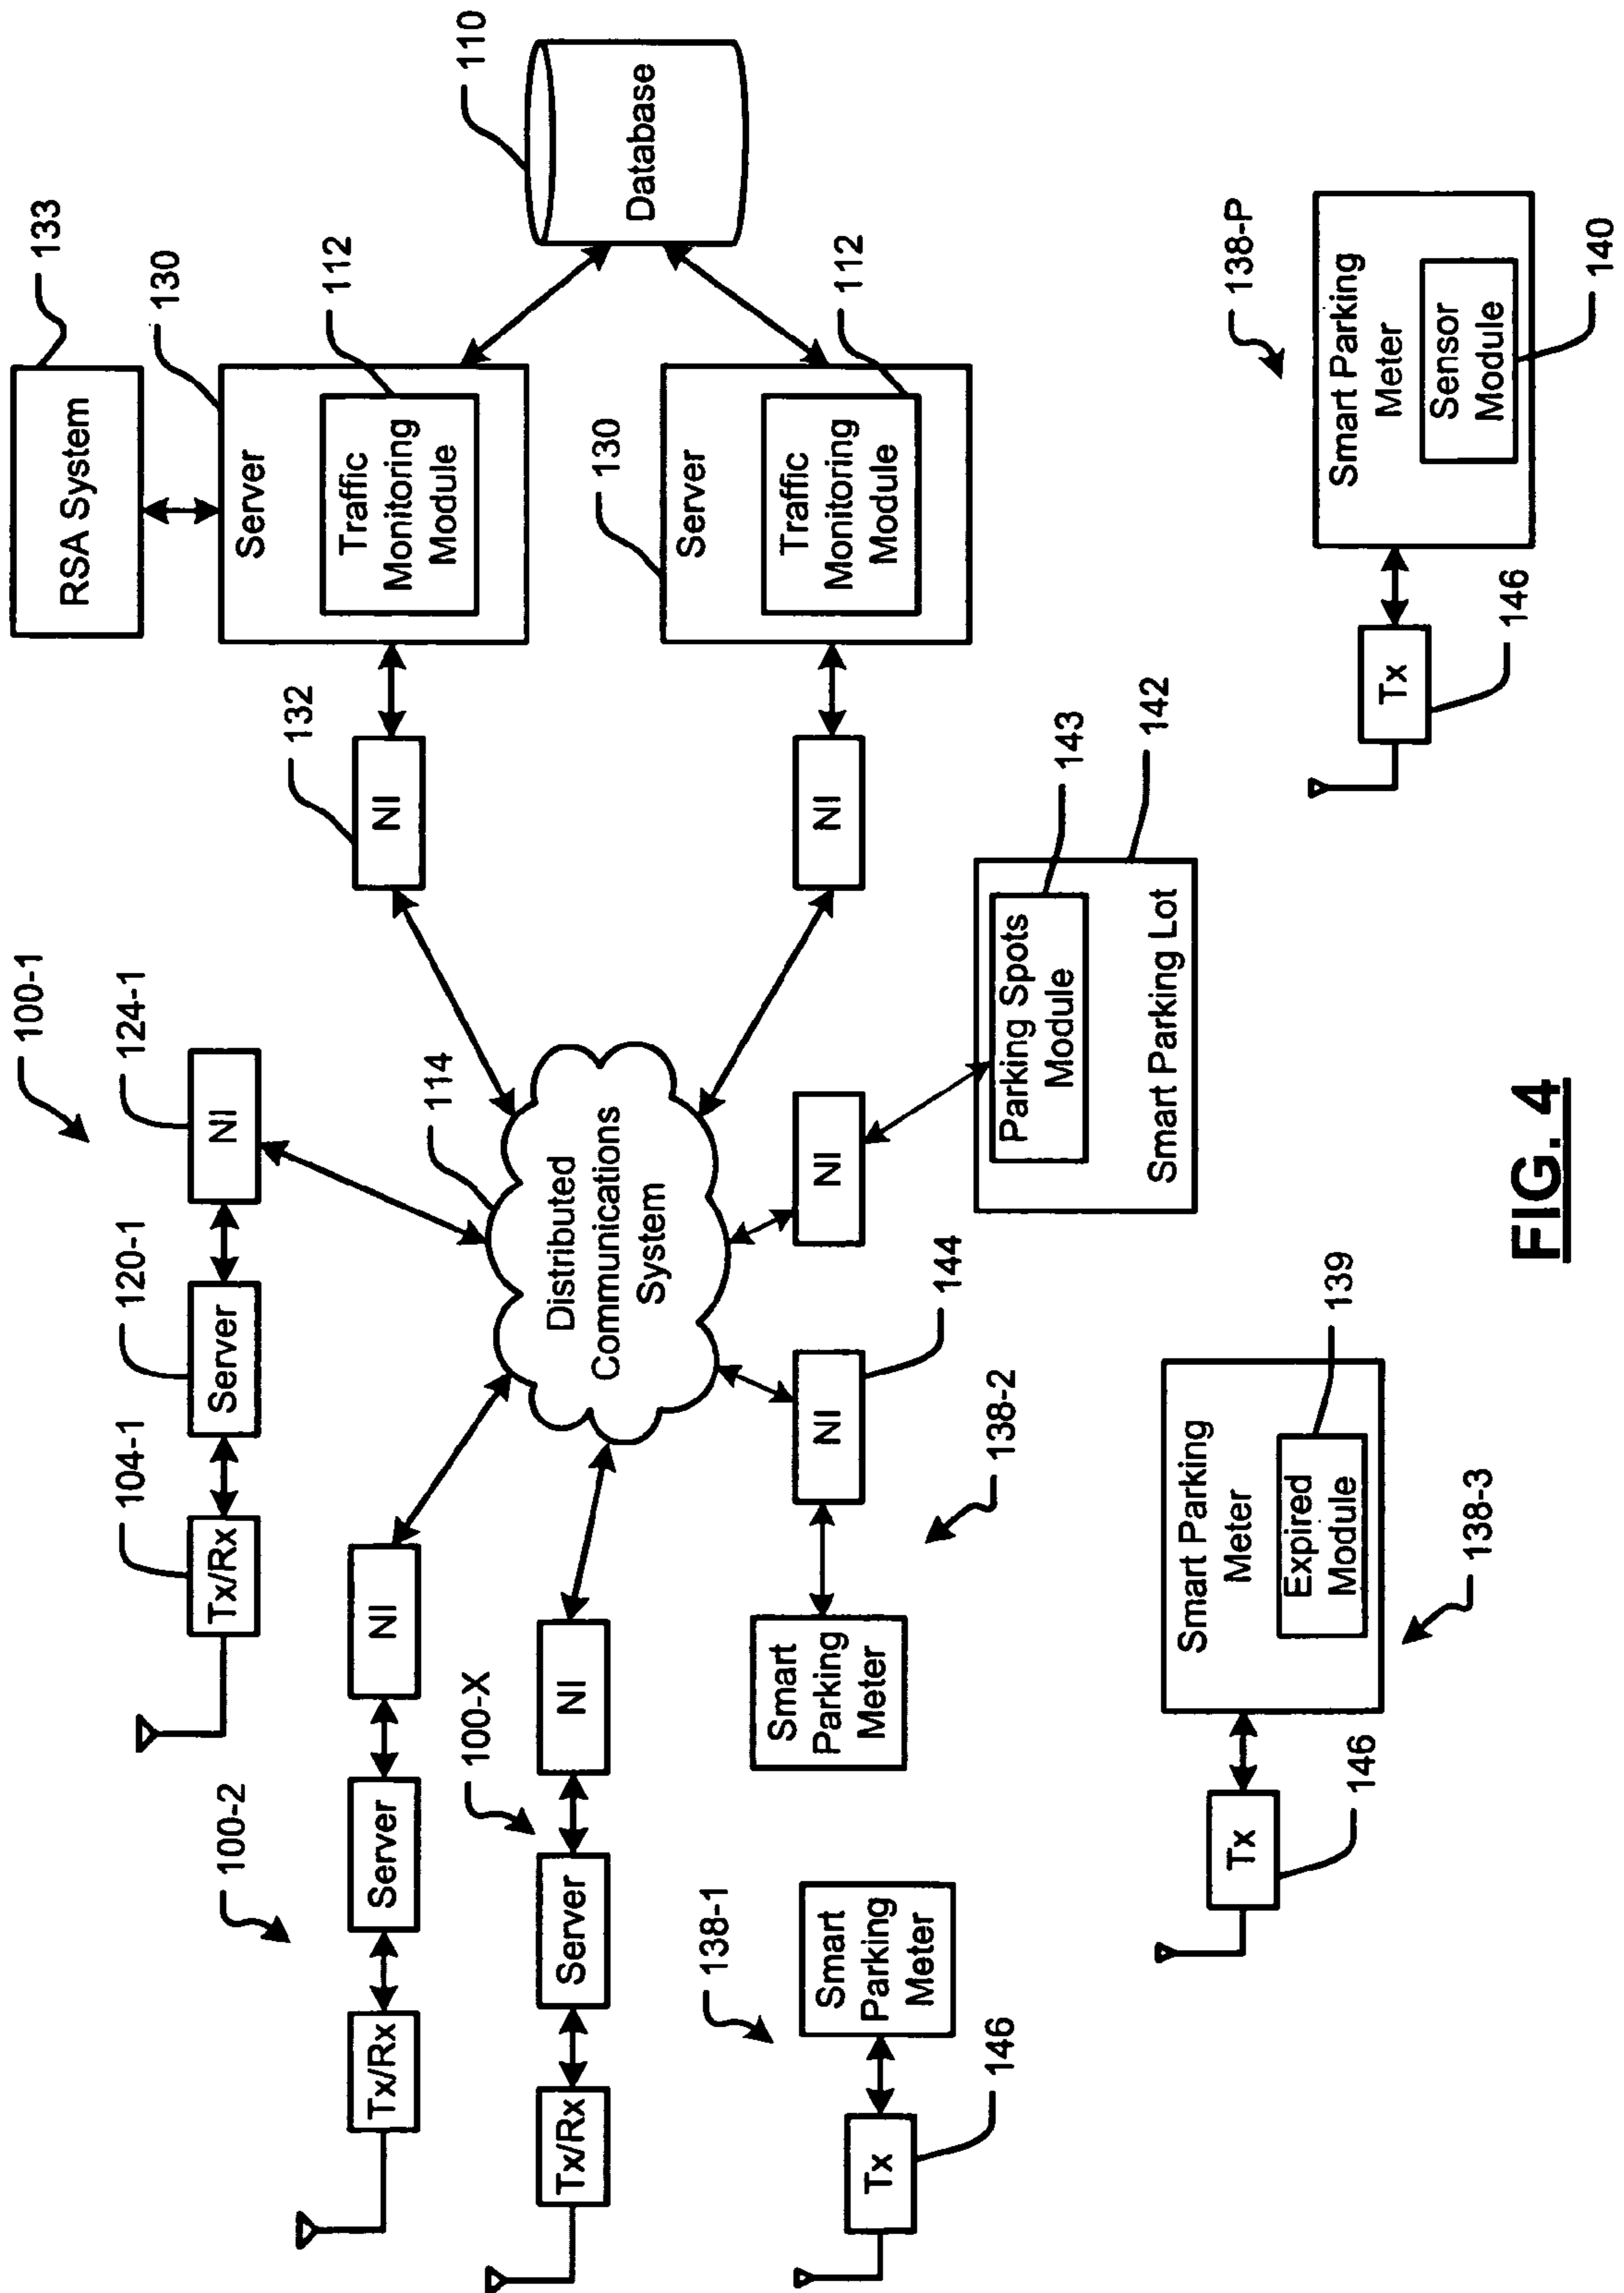 133
RSA System
130
Server
112
Traffic
Monitoring
Module
110
Database
130
Server
112
Traffic
Monitoring
Module
132
NI
NI
100-1
124-1
NI
120-1
Server
104-1
Tx/Rx
114
Distributed
Communications
System
100-2
NI
Server
Tx/Rx
100-X
NI
Server
Tx/Rx
138-1
Smart
Parking
Meter
Tx
146
138-2
NI
144
Smart
Parking
Meter
NI
143
142
Parking Spots
Module
Smart Parking Lot
138-3
Smart Parking
Meter
Expired
Module
139
Tx
146
138-P
Smart Parking
Meter
Sensor
Module
140
Tx
146
FIG. 4